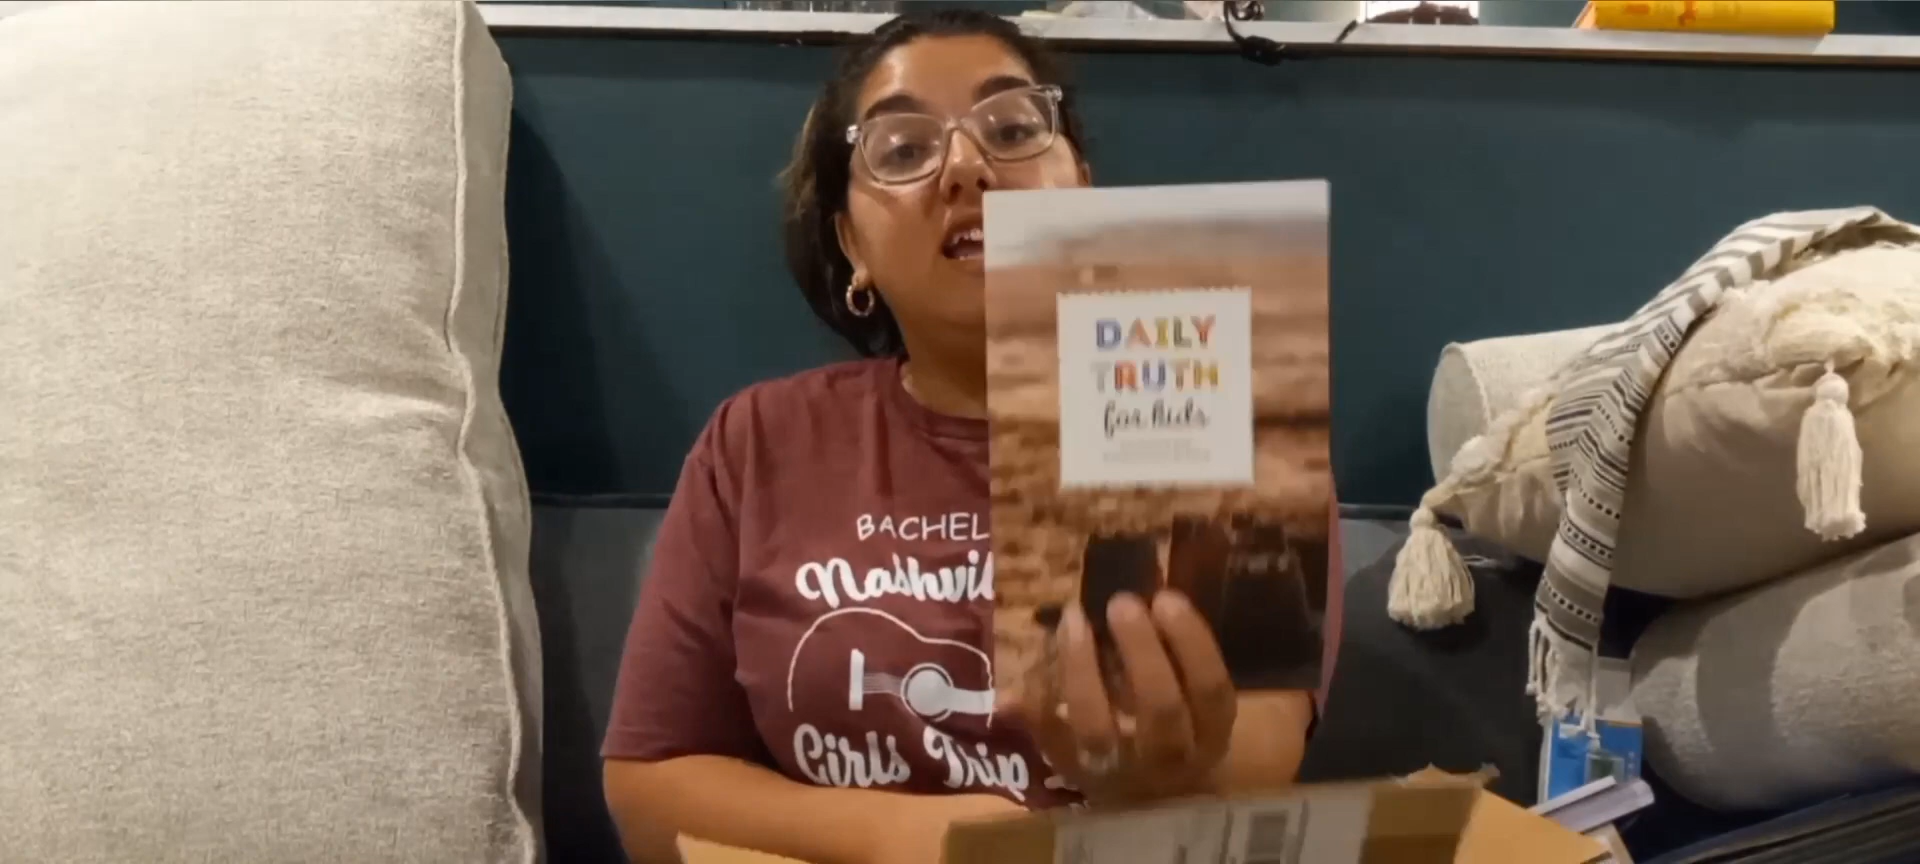 DAILY
TRUTH
for kids
BACHEL
Nashvil
Girls Trip